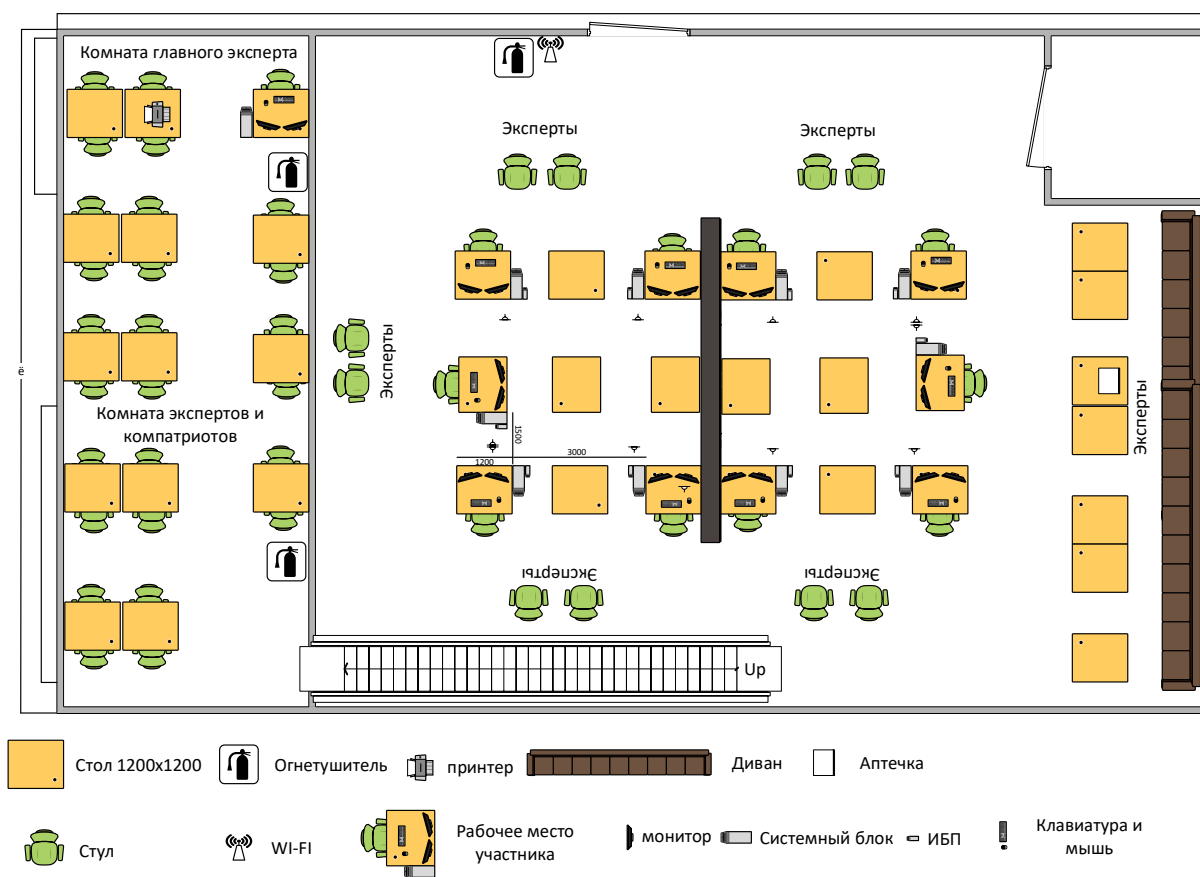 Комната главного эксперта
Эксперты
Эксперты
Эксперты
Комната экспертов и
компатриотов
1500
3000
1200
Эксперты
Эксперты
Эксперты
Up
Стол 1200x1200
Огнетушитель
принтер
Диван
Аптечка
Стул
WI-FI
Рабочее место
участника
монитор
Системный блок
ИБП
Клавиатура и
мышь